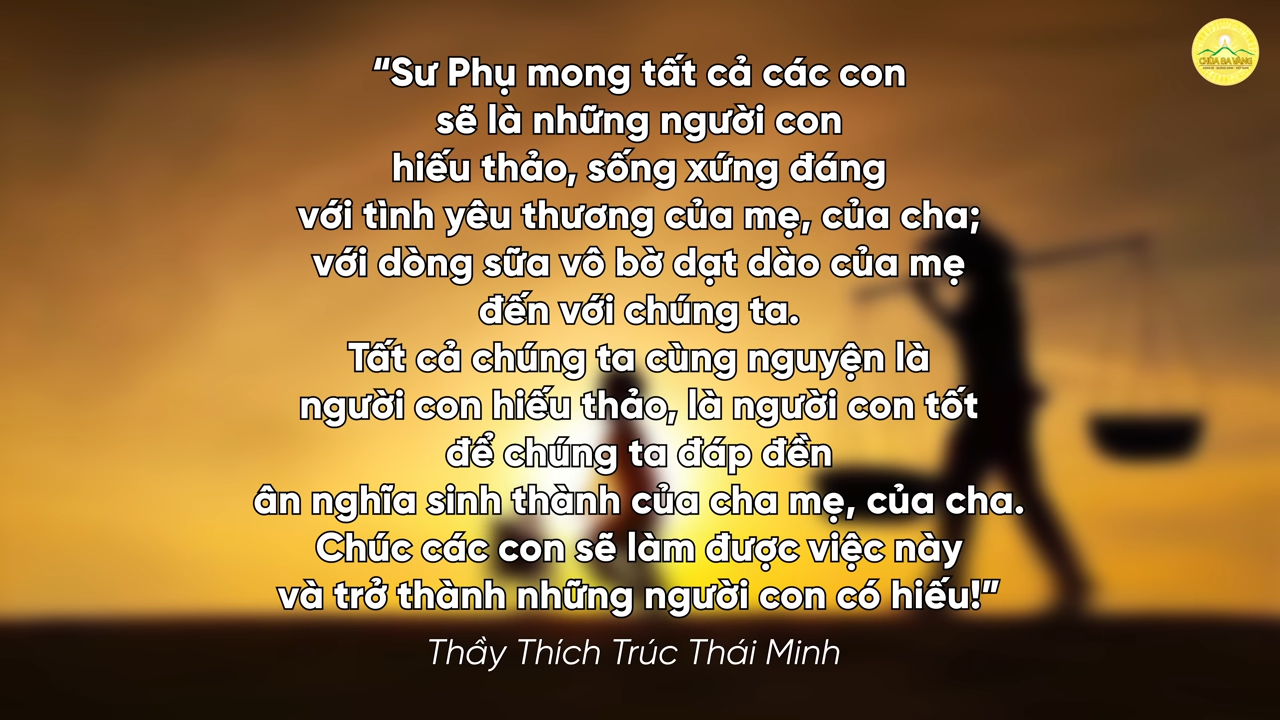 CHÙA BA VÀNG
“Sư Phụ mong tất cả các con
sẽ là những người con
hiếu thảo, sống xứng đáng
với tình yêu thương của mẹ, của cha;
với dòng sữa vô bờ dạt dào của mẹ
đến với chúng ta.
Tất cả chúng ta cùng nguyện là
người con hiếu thảo, là người con tốt
để chúng ta đáp đền
ân nghĩa sinh thành của cha mẹ, của cha.
Chúc các con sẽ làm được việc này
và trở thành những người con có hiếu!”
Thầy Thích Trúc Thái Minh